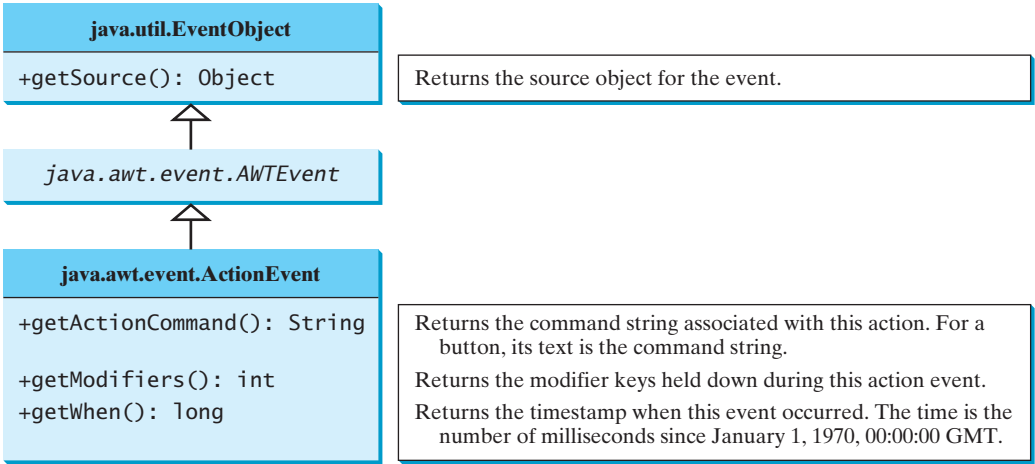 java.util.EventObject
+getSource(): Object
Returns the source object for the event.
java.awt.event.AWTEvent
java.awt.event.ActionEvent
+getActionCommand(): String
Returns the command string associated with this action. For a
button, its text is the command string.
+getModifiers(): int
Returns the modifier keys held down during this action event.
+getWhen(): long
Returns the timestamp when this event occurred. The time is the
number of milliseconds since January 1, 1970, 00:00:00 GMT.